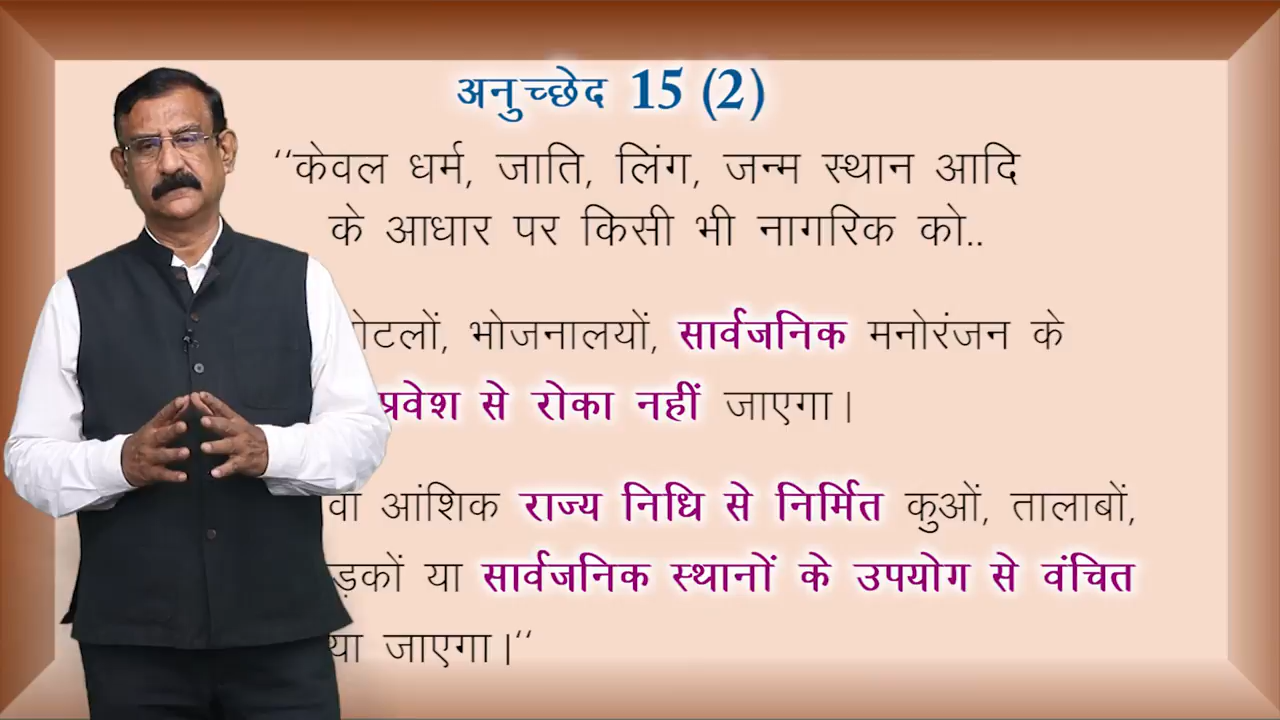 अनुच्छेद 15 (2)
‘‘केवल धर्म, जाति, लिंग, जन्म स्थान आदि
के आधार पर किसी भी नागरिक को..
भोजनालयों, सार्वजनिक मनोरंजन के
प्रवेश से रोका नहीं जाएगा।
आंशिक राज्य निधि से निर्मित कुओं, तालाबों,
या सार्वजनिक स्थानों के उपयोग से वंचित
जाएगा।‘‘